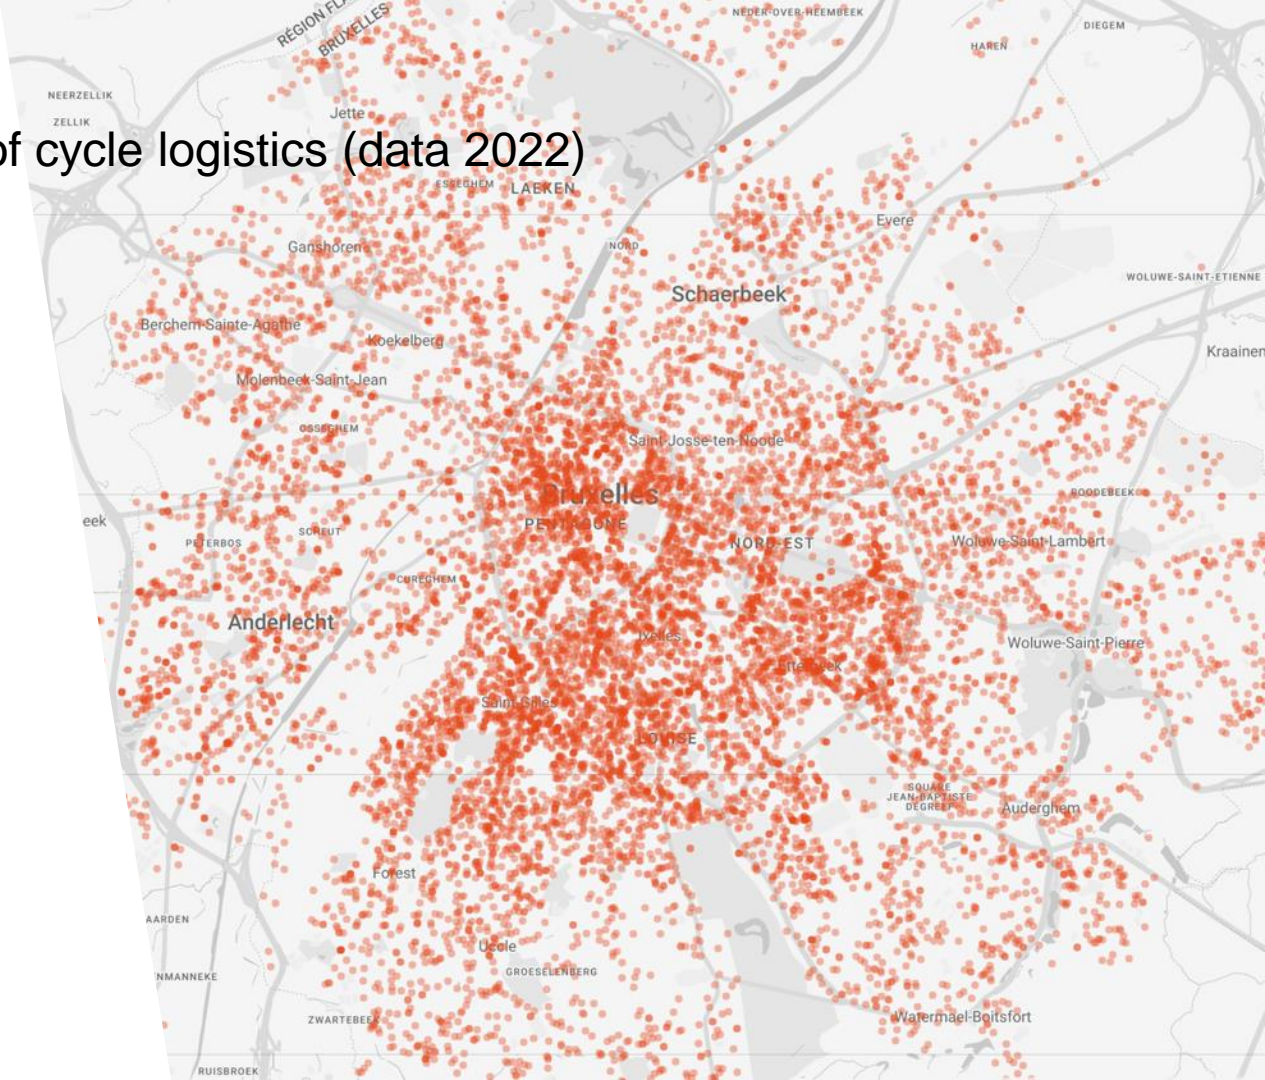 NEDER-OVER-HEEMBEEK
DIEGEM
RÉGION FLA
BRUXELLES
HAREN
NEERZELLIK
ZELLIK
Jette
of cycle logistics (data 2022)
ESSEGHEM
LAEKEN
Evere
Ganshoren
NORD
WOLUWE-SAINT-ETIENNE
Schaerbeek
Berchem-Sainte-Agathe
Koekelberg
Kraainem
Molenbeek-Saint-Jean
OSSEGHEM
Saint-Josse-ten-Noode
Bruxelles
ROODEBEEK
eek
PENTAGONE
SCHEUT
PETERBOS
NORD-EST
Woluwe-Saint-Lambert
CUREGHEM
Anderlecht
Ixelles
Woluwe-Saint-Pierre
Etterbeek
Saint-Gilles
LOUISE
SQUARE
JEAN-BAPTISTE
DEGREEF
Auderghem
Forest
AARDEN
Uccle
GROESELENBERG
NMANNEKE
ZWARTEBEEK
Watermael-Boitsfort
RUISBROEK